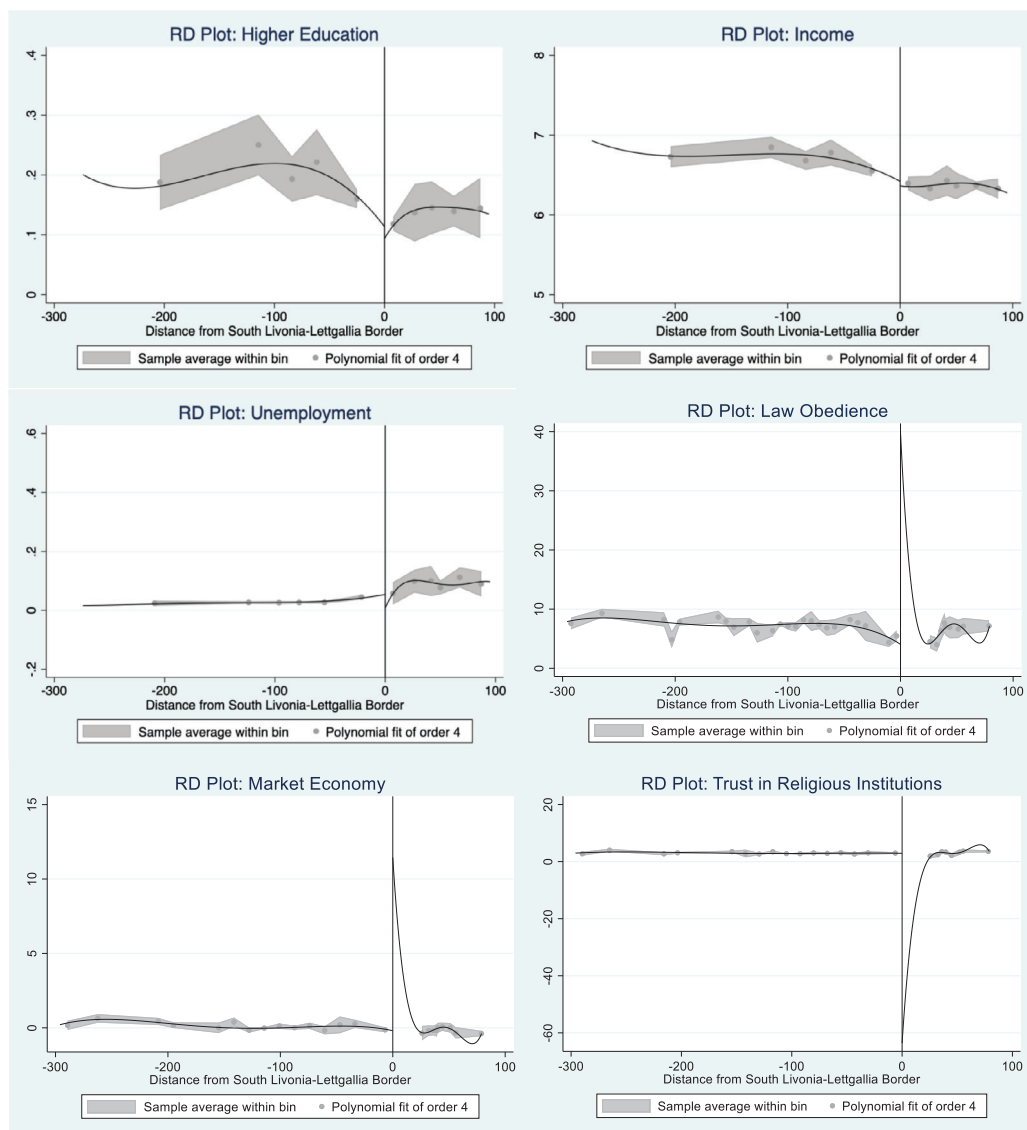 RD Plot: Higher Education
.4
.3
.2
.1
0
-300 -200 -100 0 100
Distance from South Livonia-Lettgallia Border
Sample average within bin Polynomial fit of order 4
RD Plot: Income
8
7
6
5
-300 -200 -100 0 100
Distance from South Livonia-Lettgallia Border
Sample average within bin Polynomial fit of order 4
RD Plot: Unemployment
.6
.4
.2
0
-.2
-300 -200 -100 0 100
Distance from South Livonia-Lettgallia Border
Sample average within bin Polynomial fit of order 4
RD Plot: Law Obedience
40
30
20
10
0
-300 -200 -100 0 100
Distance from South Livonia-Lettgallia Border
Sample average within bin Polynomial fit of order 4
RD Plot: Market Economy
15
10
5
0
-300 -200 -100 0 100
Distance from South Livonia-Lettgallia Border
Sample average within bin Polynomial fit of order 4
RD Plot: Trust in Religious Institutions
20
0
-20
-40
-60
-300 -200 -100 0 100
Distance from South Livonia-Lettgallia Border
Sample average within bin Polynomial fit of order 4